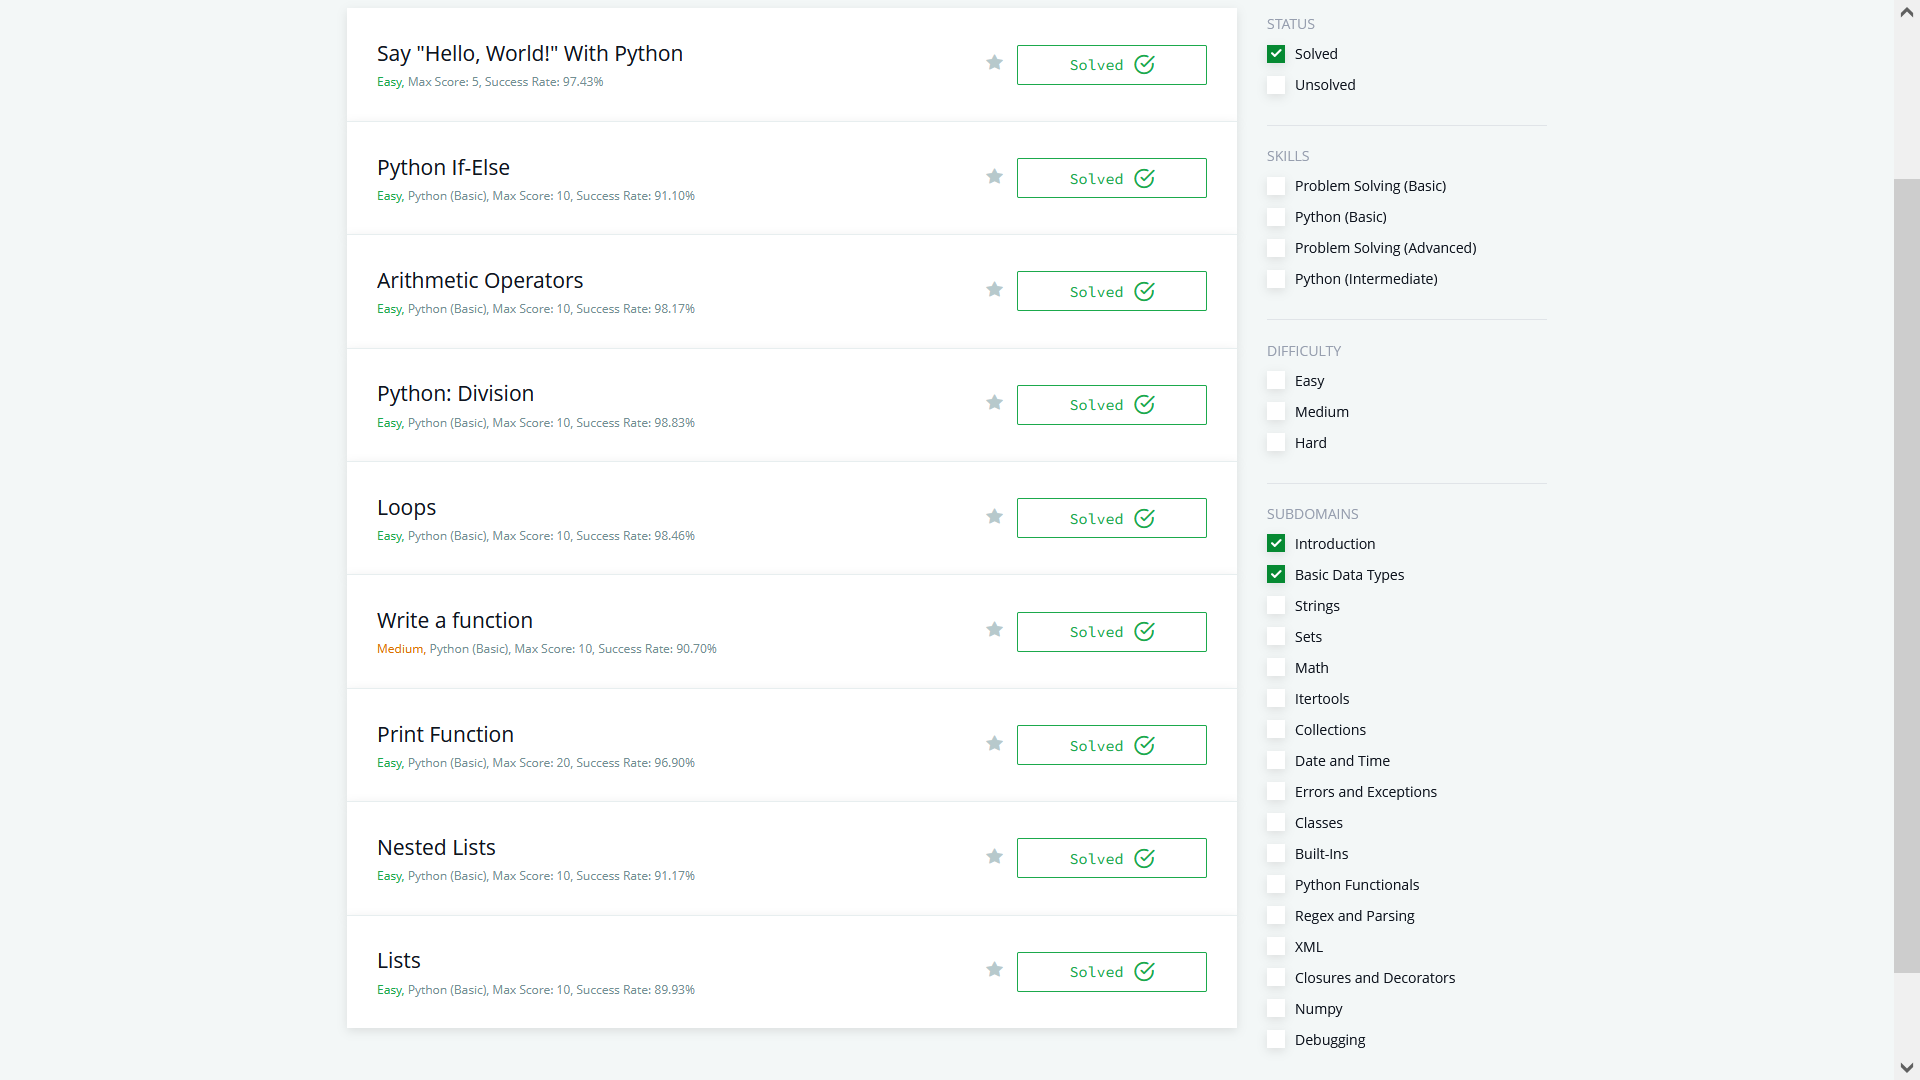 Say "Hello, World!" With Python
Easy, Max Score: 5, Success Rate: 97.43%
Solved
Python If-Else
Easy, Python (Basic), Max Score: 10, Success Rate: 91.10%
Solved
Arithmetic Operators
Easy, Python (Basic), Max Score: 10, Success Rate: 98.17%
Solved
Python: Division
Easy, Python (Basic), Max Score: 10, Success Rate: 98.83%
Solved
Loops
Easy, Python (Basic), Max Score: 10, Success Rate: 98.46%
Solved
Write a function
Medium, Python (Basic), Max Score: 10, Success Rate: 90.70%
Solved
Print Function
Easy, Python (Basic), Max Score: 20, Success Rate: 96.90%
Solved
Nested Lists
Easy, Python (Basic), Max Score: 10, Success Rate: 91.17%
Solved
Lists
Easy, Python (Basic), Max Score: 10, Success Rate: 89.93%
Solved
STATUS
Solved
Unsolved
SKILLS
Problem Solving (Basic)
Python (Basic)
Problem Solving (Advanced)
Python (Intermediate)
DIFFICULTY
Easy
Medium
Hard
SUBDOMAINS
Introduction
Basic Data Types
Strings
Sets
Math
Itertools
Collections
Date and Time
Errors and Exceptions
Classes
Built-Ins
Python Functionals
Regex and Parsing
XML
Closures and Decorators
Numpy
Debugging